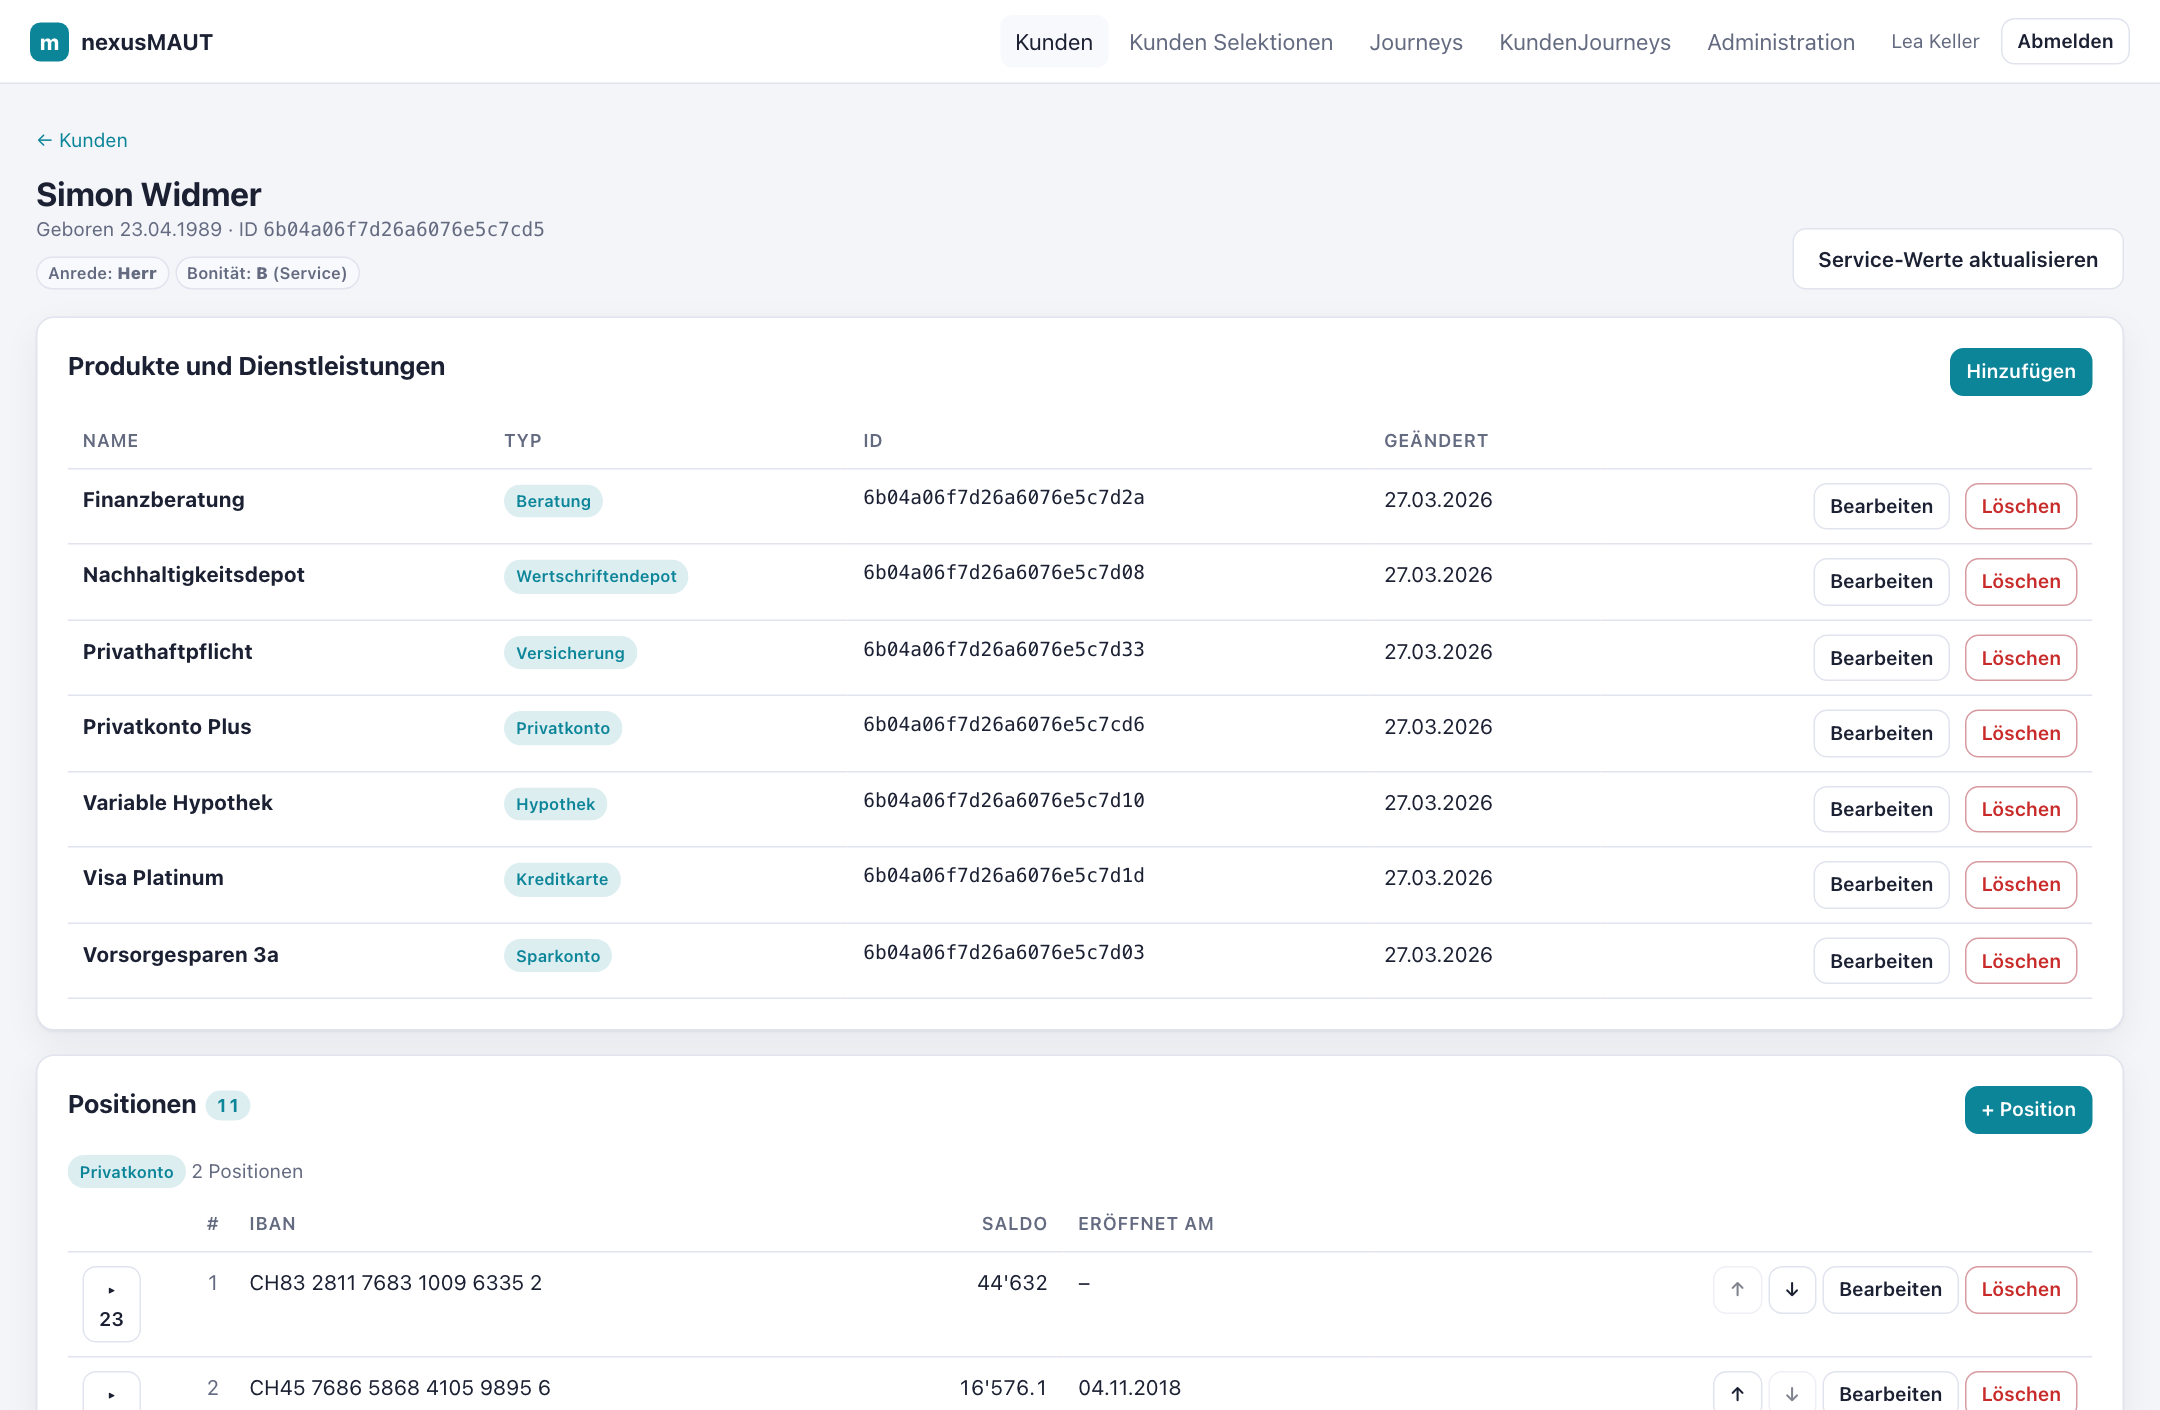 m nexusMAUT Kunden Kunden Selektionen Journeys KundenJourneys Administration Lea Keller Abmelden
← Kunden
Simon Widmer
Geboren 23.04.1989 · ID 6b04a06f7d26a6076e5c7cd5
Anrede: Herr Bonität: B (Service)
Service-Werte aktualisieren
Produkte und Dienstleistungen Hinzufügen
NAME TYP ID GEÄNDERT
Finanzberatung Beratung 6b04a06f7d26a6076e5c7d2a 27.03.2026 Bearbeiten Löschen
Nachhaltigkeitsdepot Wertschriftendepot 6b04a06f7d26a6076e5c7d08 27.03.2026 Bearbeiten Löschen
Privathaftpflicht Versicherung 6b04a06f7d26a6076e5c7d33 27.03.2026 Bearbeiten Löschen
Privatkonto Plus Privatkonto 6b04a06f7d26a6076e5c7cd6 27.03.2026 Bearbeiten Löschen
Variable Hypothek Hypothek 6b04a06f7d26a6076e5c7d10 27.03.2026 Bearbeiten Löschen
Visa Platinum Kreditkarte 6b04a06f7d26a6076e5c7d1d 27.03.2026 Bearbeiten Löschen
Vorsorgesparen 3a Sparkonto 6b04a06f7d26a6076e5c7d03 27.03.2026 Bearbeiten Löschen
Positionen 11 + Position
Privatkonto 2 Positionen
# IBAN SALDO ERÖFFNET AM
▸ 23 1 CH83 2811 7683 1009 6335 2 44'632 – ↑ ↓ Bearbeiten Löschen
▸ 2 CH45 7686 5868 4105 9895 6 16'576.1 04.11.2018 ↑ ↓ Bearbeiten Löschen